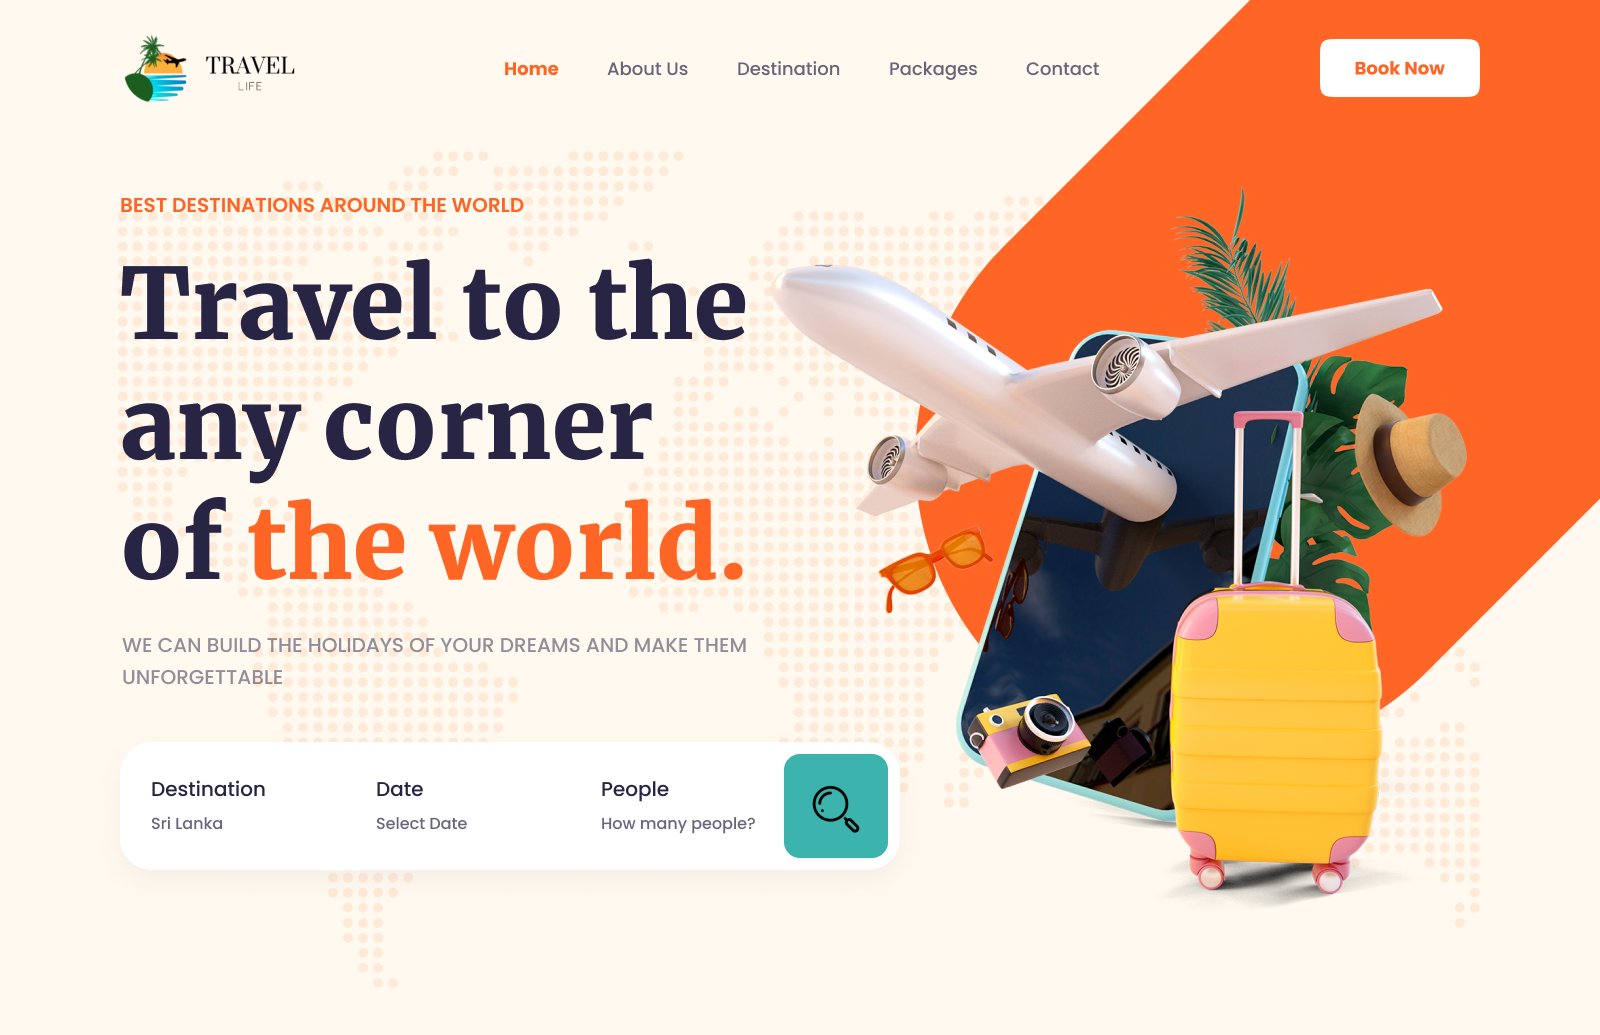 TRAVEL
LIFE
Home About Us Destination Packages Contact
Book Now
BEST DESTINATIONS AROUND THE WORLD
Travel to the
any corner
of the world.
WE CAN BUILD THE HOLIDAYS OF YOUR DREAMS AND MAKE THEM
UNFORGETTABLE
Destination Date People
Sri Lanka Select Date How many people?